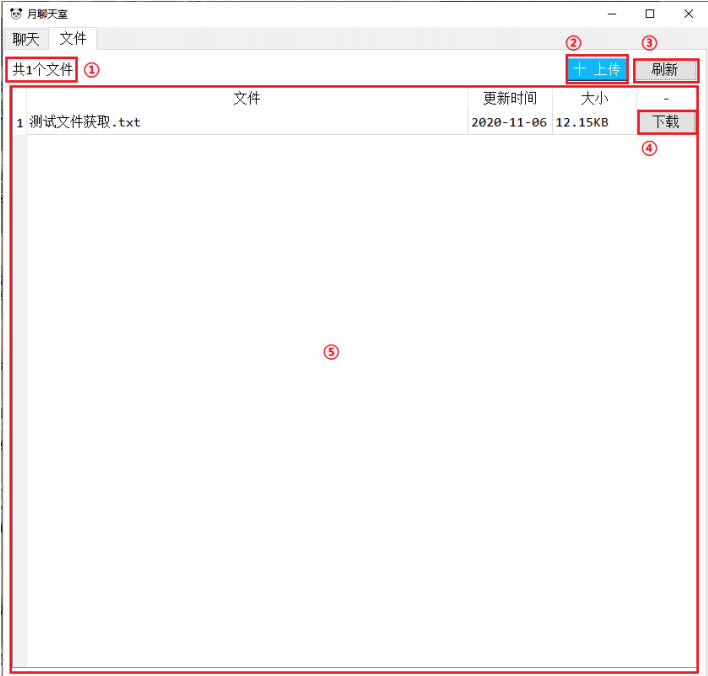 月聊天室
聊天 文件
② ③
共1个文件 ① 十 上传 刷新
文件 更新时间 大小 -
1 测试文件获取.txt 2020-11-06 12.15KB 下载
④
⑤